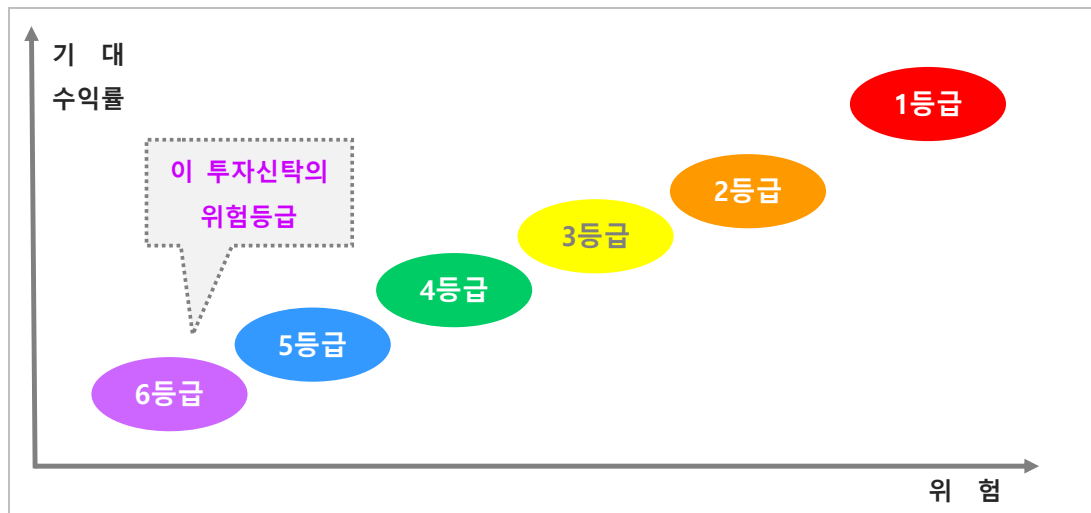 기 대
수익률
1등급
이 투자신탁의
위험등급
2등급
3등급
4등급
5등급
6등급
위 험